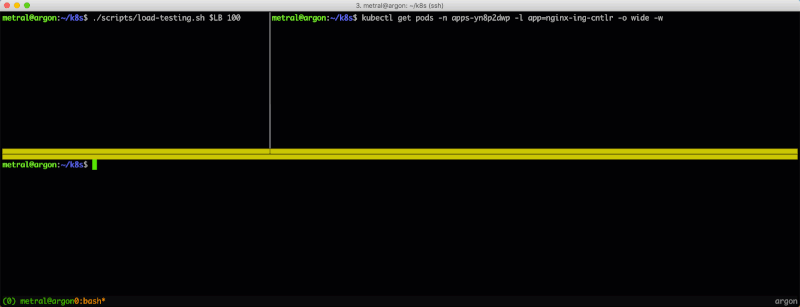 3. metral@argon: ~/k8s (ssh)
metral@argon:~/k8s$ ./scripts/load-testing.sh $LB 100
metral@argon:~/k8s$ kubectl get pods -n apps-yn8p2dwp -l app=nginx-ing-cntlr -o wide -w
metral@argon:~/k8s$
(0) metral@argon0:bash*
argon